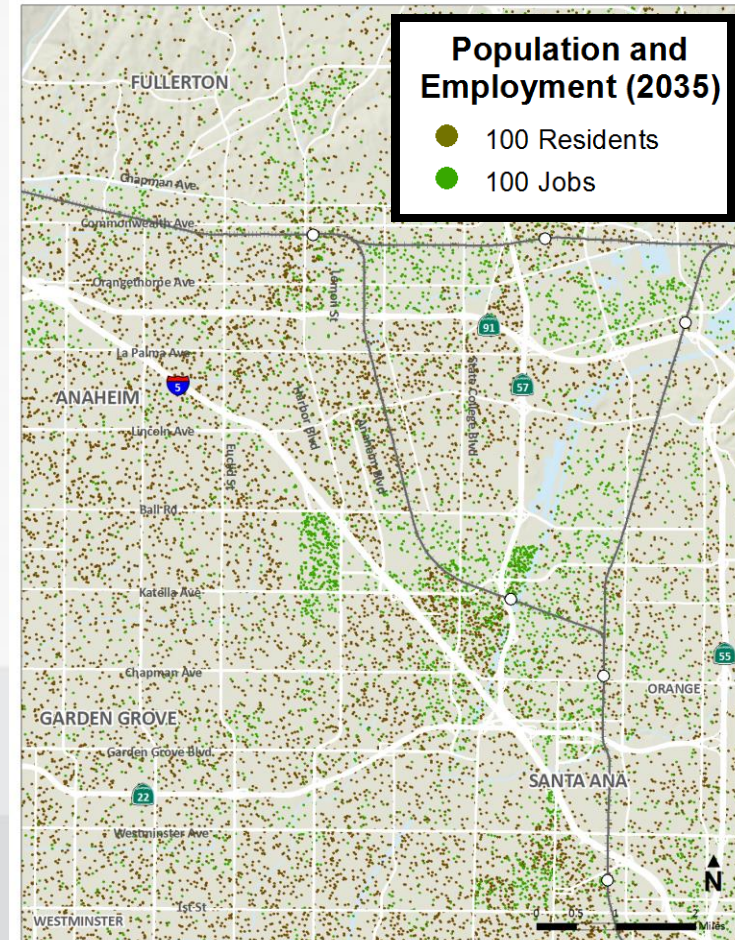 Population and
Employment (2035)
100 Residents
100 Jobs
FULLERTON
Chapman Ave
Commonwealth Ave
Orangethorpe Ave
Lemon St
91
La Palma Ave
5
57
ANAHEIM
State College Blvd
Harbor Blvd
Anaheim Blvd
Lincoln Ave
Euclid St
Ball Rd
Katella Ave
55
Chapman Ave
ORANGE
GARDEN GROVE
Garden Grove Blvd
SANTA ANA
22
Westminster Ave
N
1st St
WESTMINSTER
0 0.5 1 2
Miles